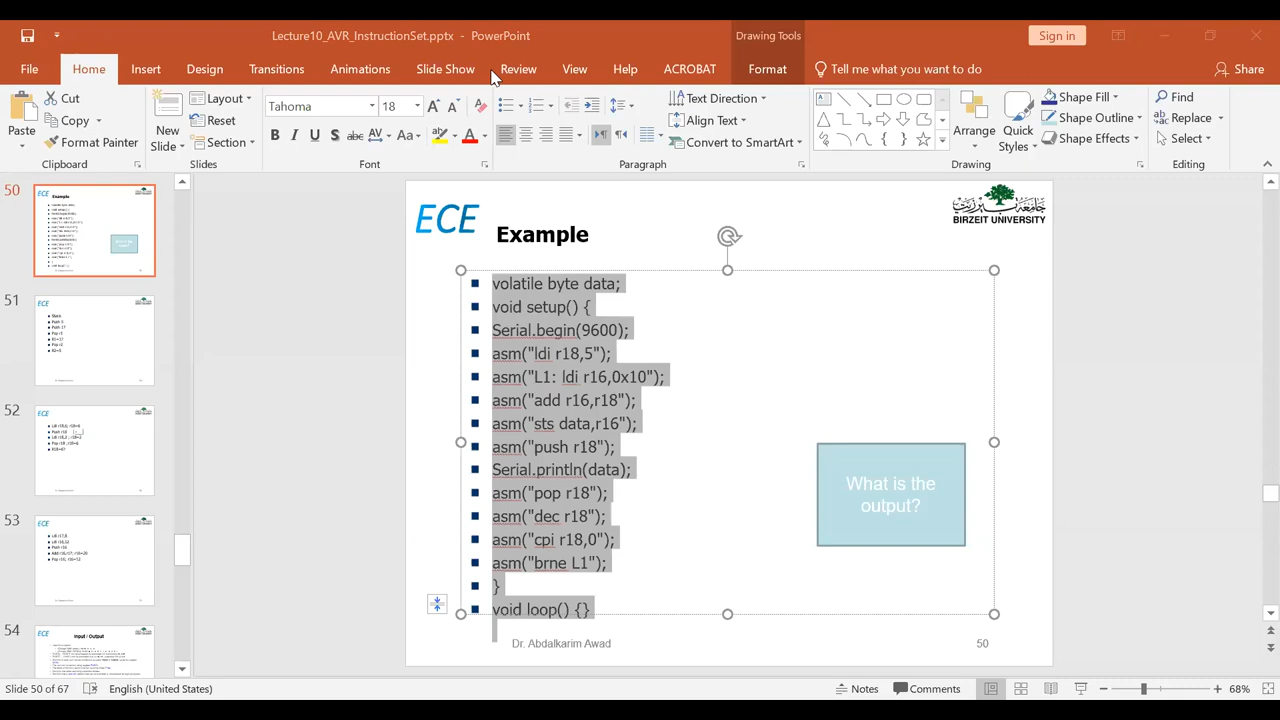 Lecture10_AVR_InstructionSet.pptx - PowerPoint
Drawing Tools
Sign in
File Home Insert Design Transitions Animations Slide Show Review View Help ACROBAT Format Tell me what you want to do Share
Paste
Cut
Copy
Format Painter
Clipboard
New Slide
Layout
Reset
Section
Slides
Tahoma 18
Font
Text Direction
Align Text
Convert to SmartArt
Paragraph
Arrange
Quick Styles
Shape Fill
Shape Outline
Shape Effects
Drawing
Find
Replace
Select
Editing
50
51
52
53
54
Input / Output
ECE
جامعة بيرزيت
BIRZEIT UNIVERSITY
Example
volatile byte data;
void setup() {
Serial.begin(9600);
asm("ldi r18,5");
asm("L1: ldi r16,0x10");
asm("add r16,r18");
asm("sts data,r16");
asm("push r18");
Serial.println(data);
asm("pop r18");
asm("dec r18");
asm("cpi r18,0");
asm("brne L1");
}
void loop() {}
What is the
output?
Dr. Abdalkarim Awad
50
Slide 50 of 67 English (United States) Notes Comments 68%